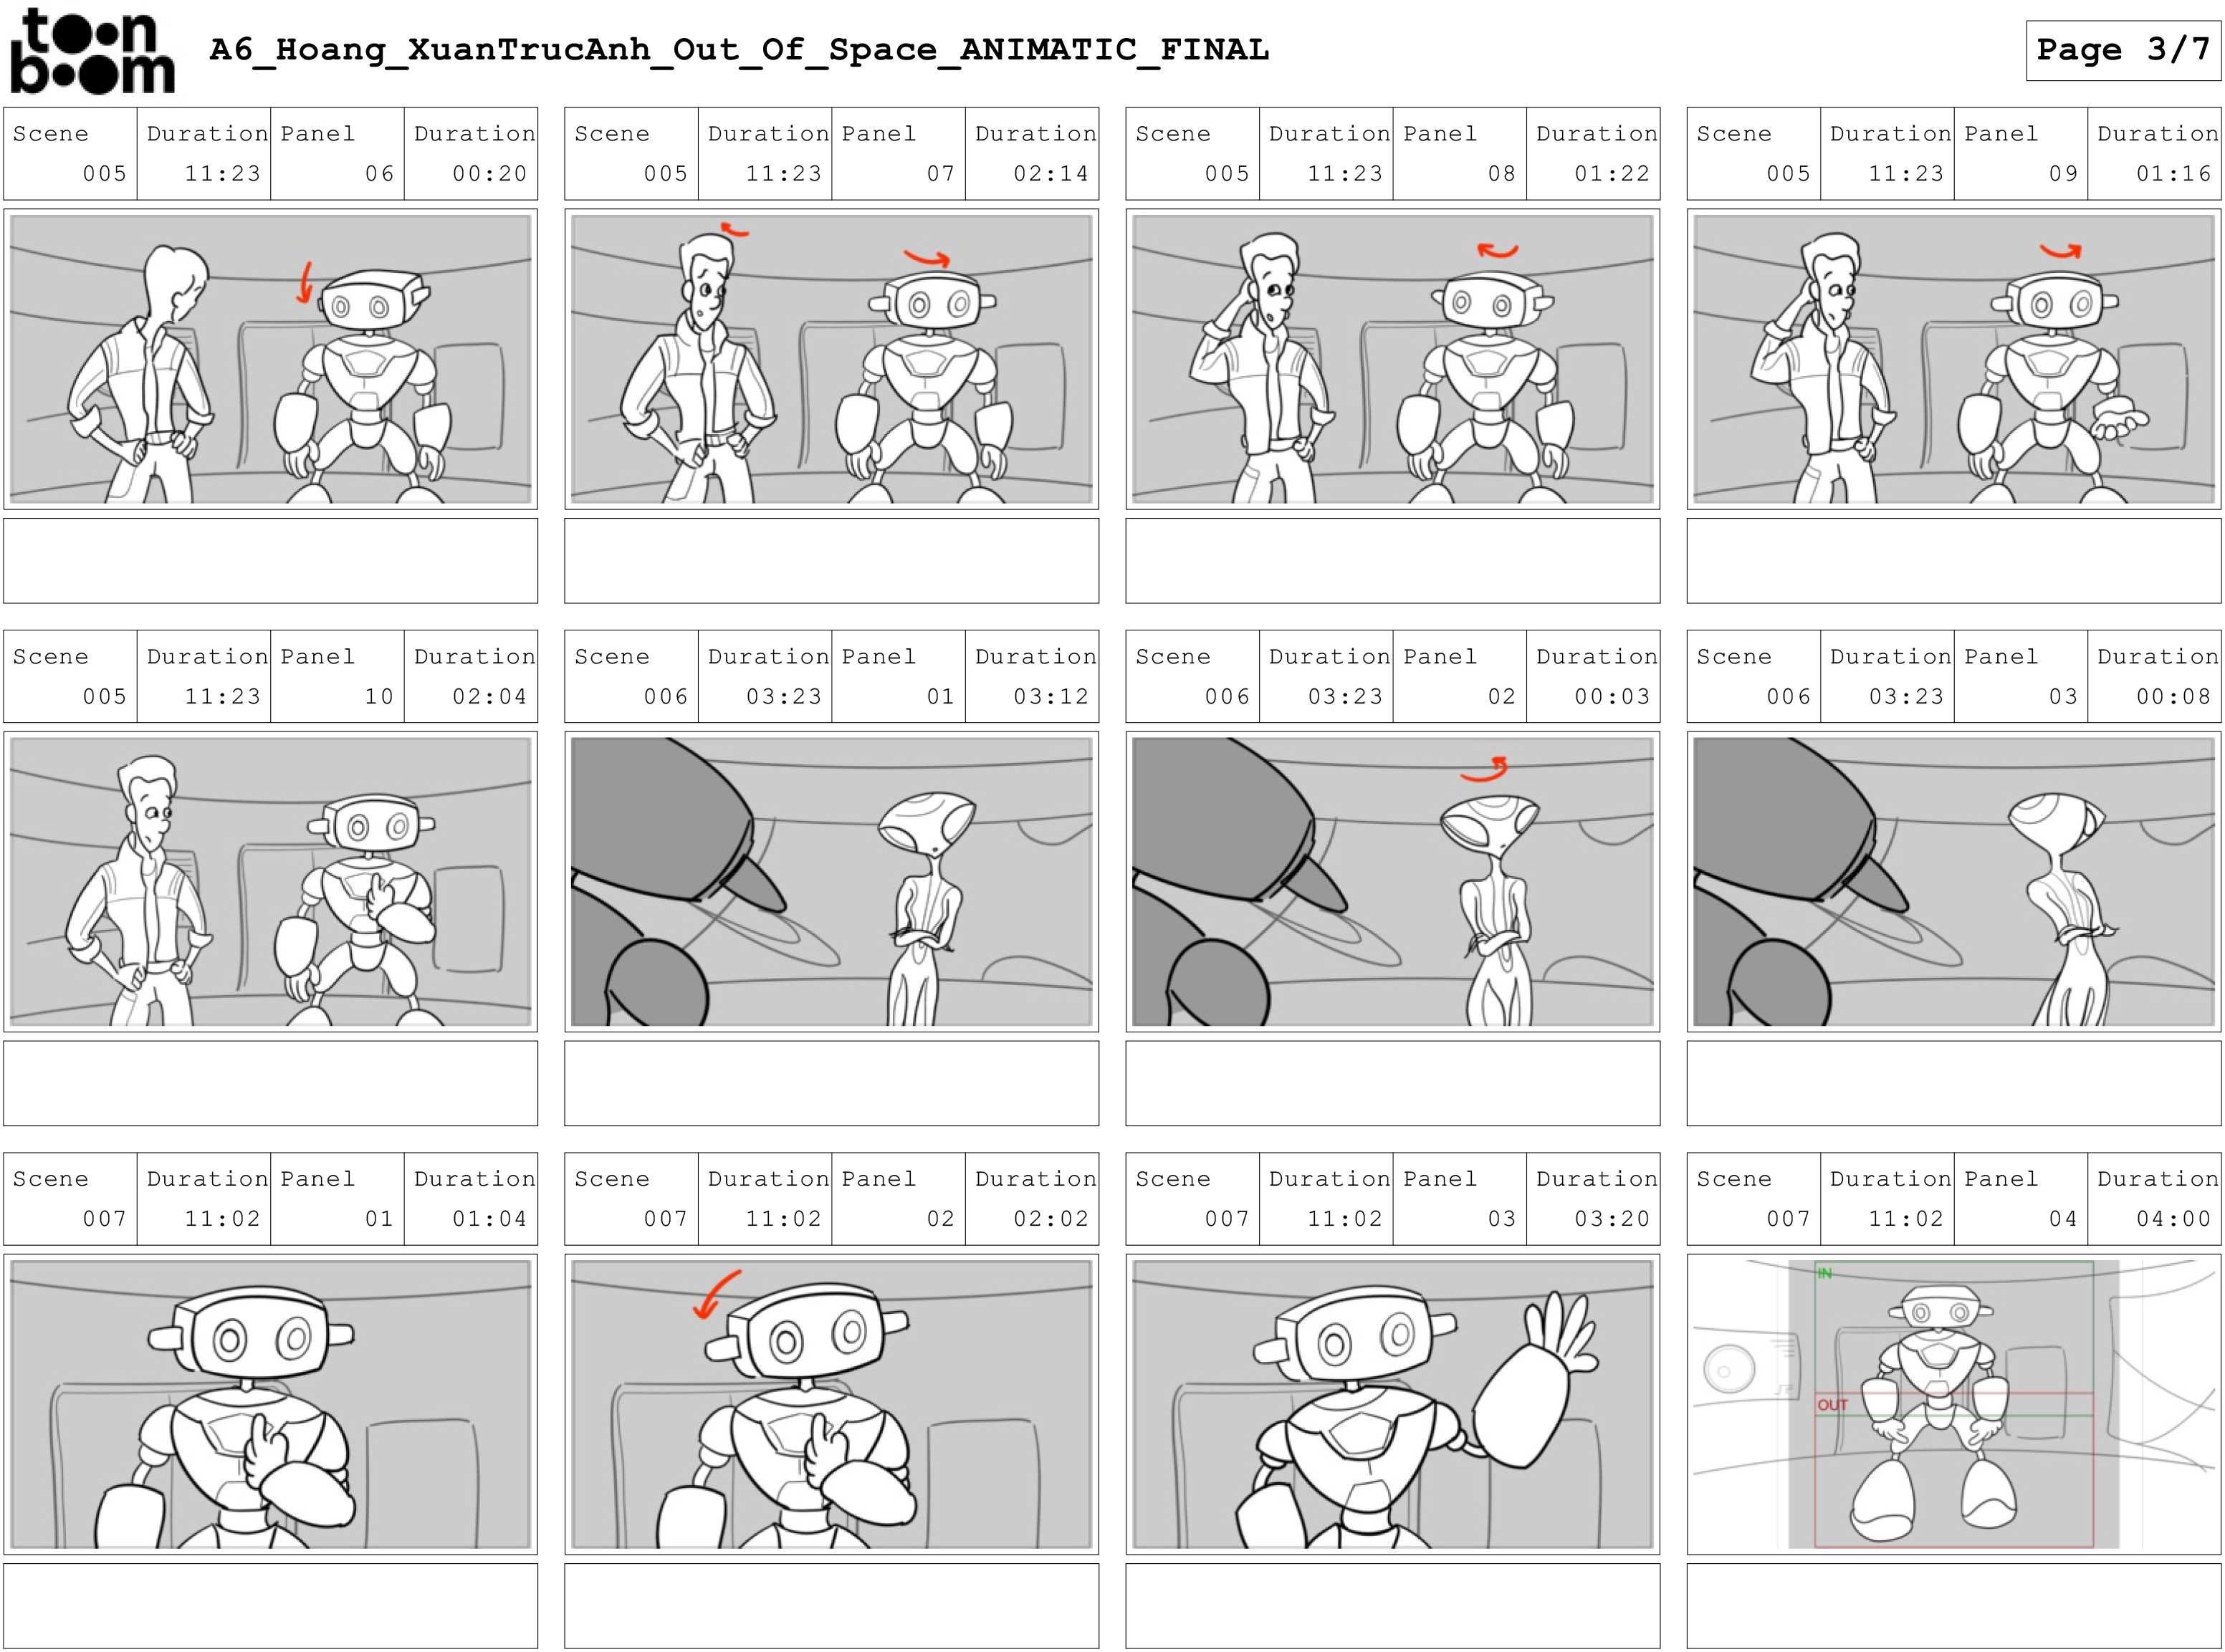 toon
boom
A6_Hoang_XuanTrucAnh_Out_Of_Space_ANIMATIC_FINAL
Page 3/7
Scene Duration Panel Duration Scene Duration Panel Duration Scene Duration Panel Duration Scene Duration Panel Duration
005 11:23 06 00:20 005 11:23 07 02:14 005 11:23 08 01:22 005 11:23 09 01:16
Scene Duration Panel Duration Scene Duration Panel Duration Scene Duration Panel Duration Scene Duration Panel Duration
005 11:23 10 02:04 006 03:23 01 03:12 006 03:23 02 00:03 006 03:23 03 00:08
Scene Duration Panel Duration Scene Duration Panel Duration Scene Duration Panel Duration Scene Duration Panel Duration
007 11:02 01 01:04 007 11:02 02 02:02 007 11:02 03 03:20 007 11:02 04 04:00
IN
OUT